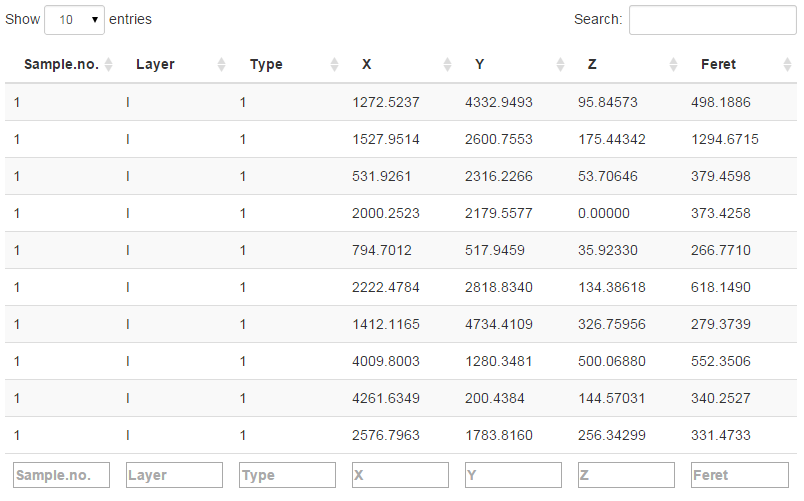 Show 10 entries Search:
Sample.no. Layer Type X Y Z Feret
1 I 1 1272.5237 4332.9493 95.84573 498.1886
1 I 1 1527.9514 2600.7553 175.44342 1294.6715
1 I 1 531.9261 2316.2266 53.70646 379.4598
1 I 1 2000.2523 2179.5577 0.00000 373.4258
1 I 1 794.7012 517.9459 35.92330 266.7710
1 I 1 2222.4784 2818.8340 134.38618 618.1490
1 I 1 1412.1165 4734.4109 326.75956 279.3739
1 I 1 4009.8003 1280.3481 500.06880 552.3506
1 I 1 4261.6349 200.4384 144.57031 340.2527
1 I 1 2576.7963 1783.8160 256.34299 331.4733
Sample.no. Layer Type X Y Z Feret